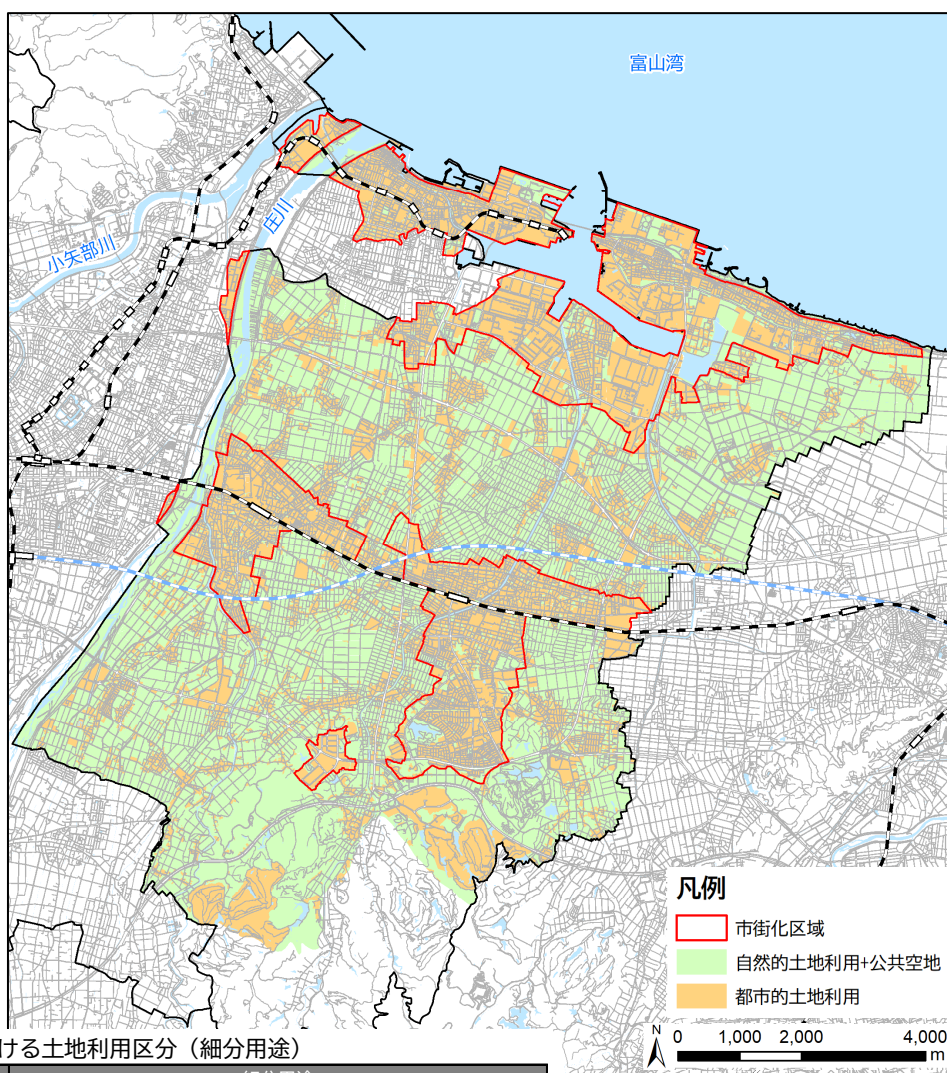 富山湾
庄川
小矢部川
凡例
市街化区域
自然的土地利用+公共空地
都市的土地利用
N
0 1,000 2,000 4,000
m
ける土地利用区分（細分用途）